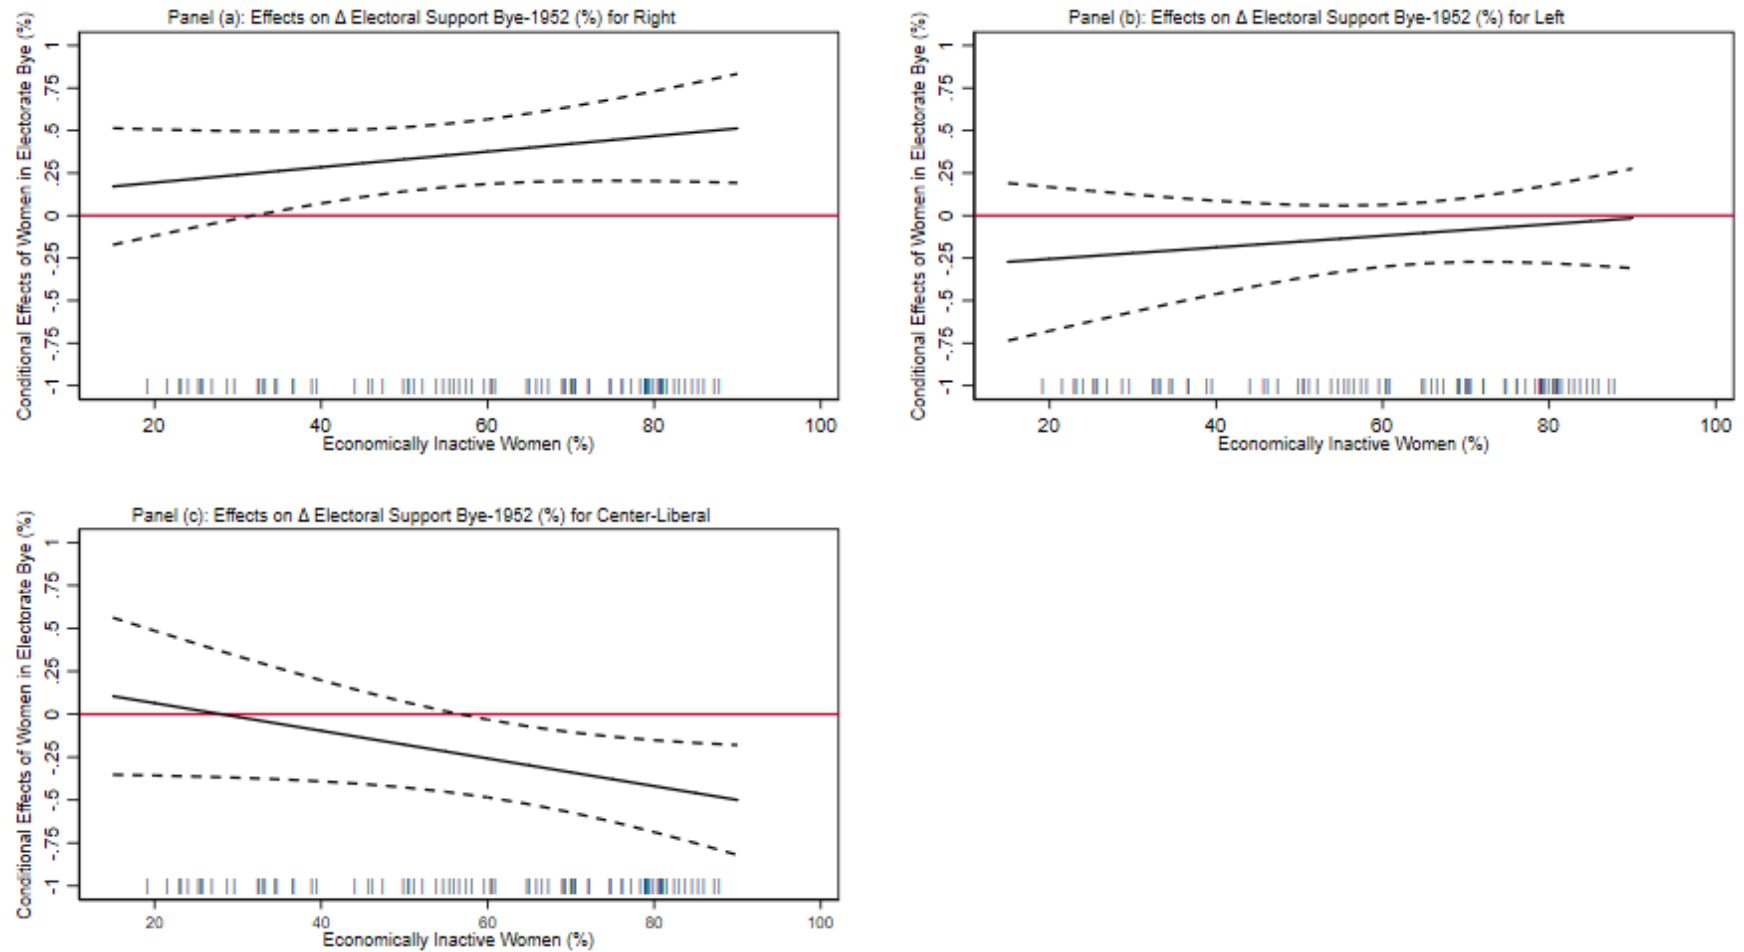 Panel (a): Effects on Δ Electoral Support Bye-1952 (%) for Right
Conditional Effects of Women in Electorate Bye (%)
1
.75
.5
.25
0
-.25
-.5
-.75
-1
20 40 60 80 100
Economically Inactive Women (%)
Panel (b): Effects on Δ Electoral Support Bye-1952 (%) for Left
Conditional Effects of Women in Electorate Bye (%)
1
.75
.5
.25
0
-.25
-.5
-.75
-1
20 40 60 80 100
Economically Inactive Women (%)
Panel (c): Effects on Δ Electoral Support Bye-1952 (%) for Center-Liberal
Conditional Effects of Women in Electorate Bye (%)
1
.75
.5
.25
0
-.25
-.5
-.75
-1
20 40 60 80 100
Economically Inactive Women (%)